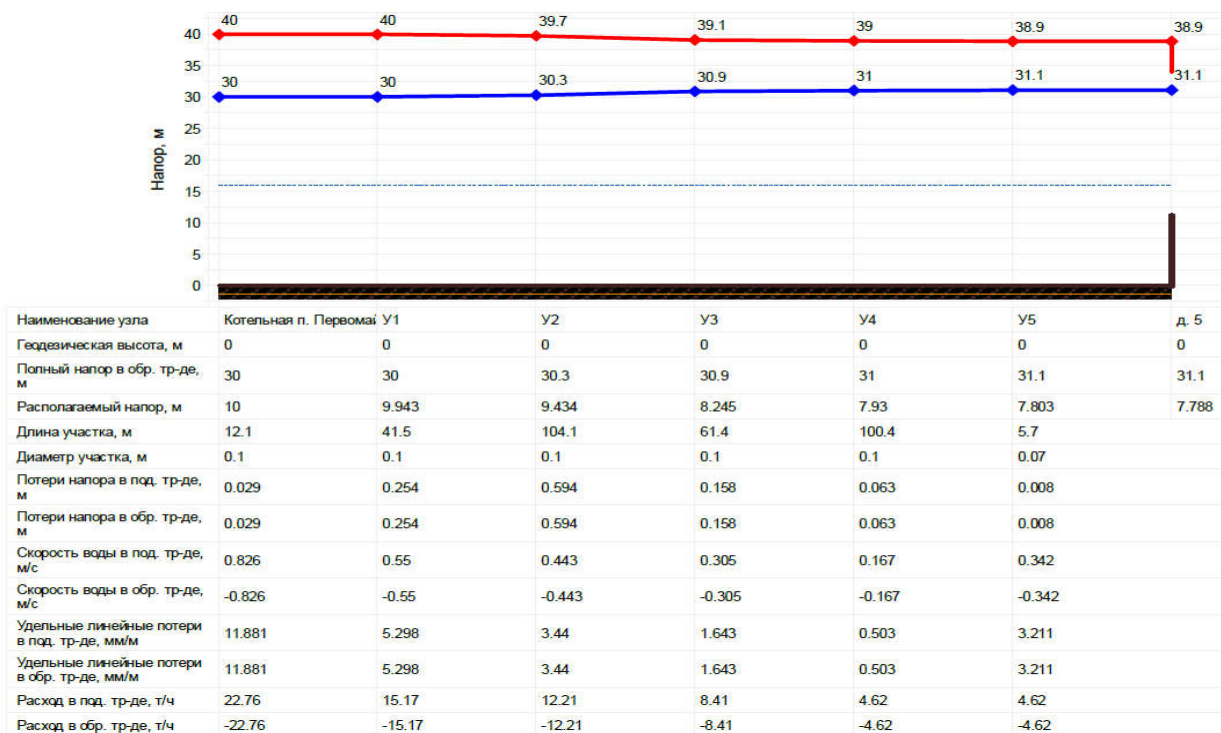 40 40 39.7 39.1 39 38.9 38.9
30 30 30.3 30.9 31 31.1 31.1
Напор, м
40
35
30
25
20
15
10
5
0
Наименование узла Котельная п. Первомай У1 У2 У3 У4 У5 д. 5
Геодезическая высота, м 0 0 0 0 0 0 0
Полный напор в обр. тр-де,
м 30 30 30.3 30.9 31 31.1 31.1
Располагаемый напор, м 10 9.943 9.434 8.245 7.93 7.803 7.788
Длина участка, м 12.1 41.5 104.1 61.4 100.4 5.7
Диаметр участка, м 0.1 0.1 0.1 0.1 0.1 0.07
Потери напора в под. тр-де,
м 0.029 0.254 0.594 0.158 0.063 0.008
Потери напора в обр. тр-де,
м 0.029 0.254 0.594 0.158 0.063 0.008
Скорость воды в под. тр-де,
м/с 0.826 0.55 0.443 0.305 0.167 0.342
Скорость воды в обр. тр-де,
м/с -0.826 -0.55 -0.443 -0.305 -0.167 -0.342
Удельные линейные потери
в под. тр-де, мм/м 11.881 5.298 3.44 1.643 0.503 3.211
Удельные линейные потери
в обр. тр-де, мм/м 11.881 5.298 3.44 1.643 0.503 3.211
Расход в под. тр-де, т/ч 22.76 15.17 12.21 8.41 4.62 4.62
Расход в обр. тр-де, т/ч -22.76 -15.17 -12.21 -8.41 -4.62 -4.62